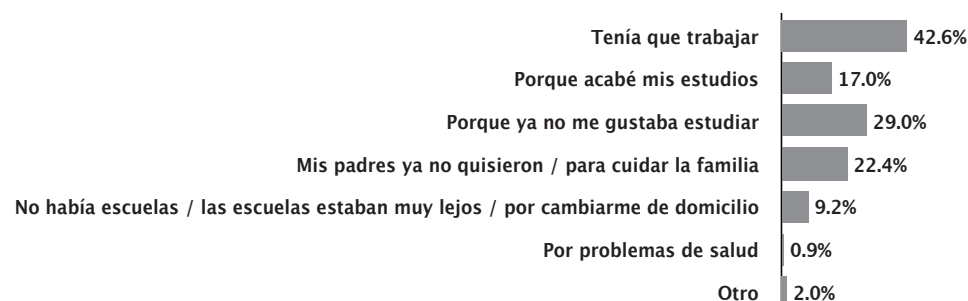 Tenía que trabajar 42.6%
Porque acabé mis estudios 17.0%
Porque ya no me gustaba estudiar 29.0%
Mis padres ya no quisieron / para cuidar la familia 22.4%
No había escuelas / las escuelas estaban muy lejos / por cambiarme de domicilio 9.2%
Por problemas de salud 0.9%
Otro 2.0%